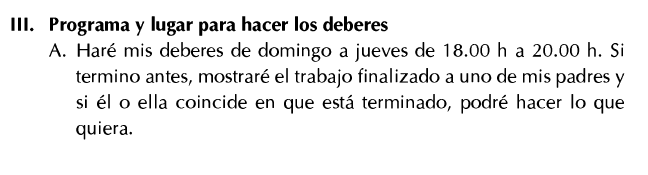 III. Programa y lugar para hacer los deberes
A. Haré mis deberes de domingo a jueves de 18.00 h a 20.00 h. Si
termino antes, mostraré el trabajo finalizado a uno de mis padres y
si él o ella coincide en que está terminado, podré hacer lo que
quiera.